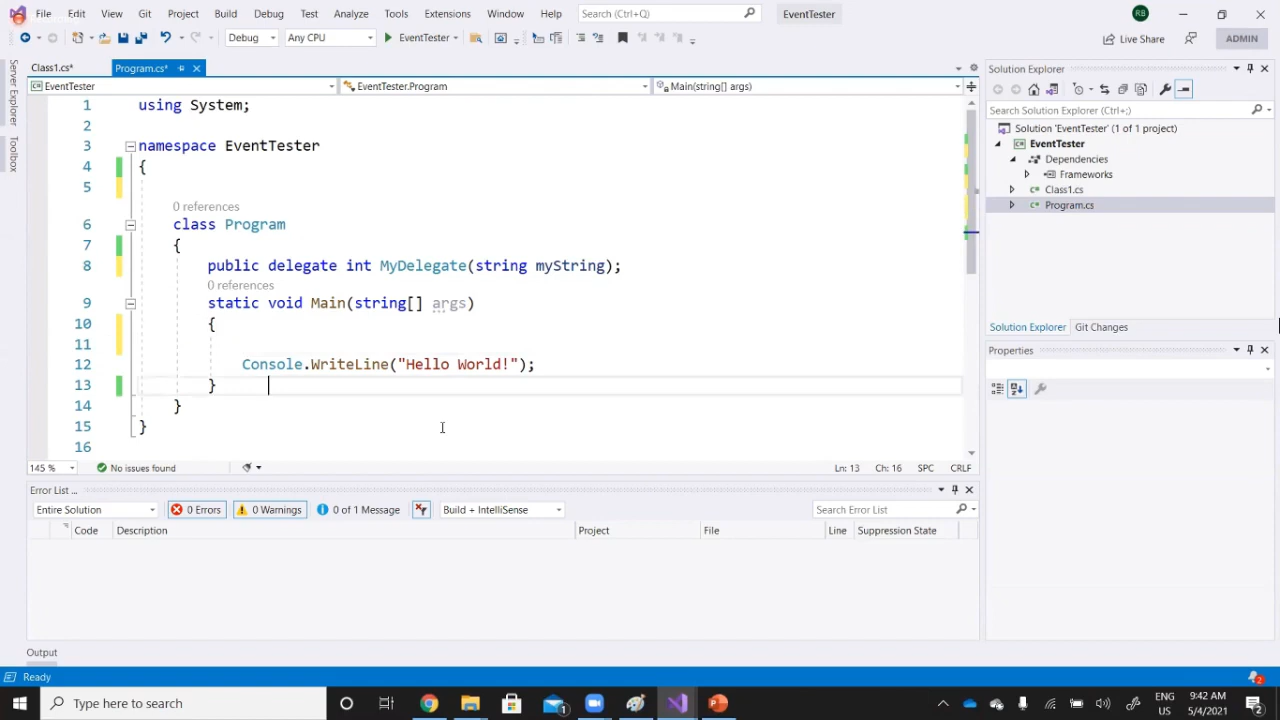 File Edit View Git Project Build Debug Test Analyze Tools Extensions Window Help Search (Ctrl+Q) EventTester RB
Debug Any CPU EventTester Live Share ADMIN
Server Explorer
Toolbox
Class1.cs* Program.cs*
EventTester EventTester.Program Main(string[] args)
1 using System;
2
3 namespace EventTester
4 {
5
0 references
6 class Program
7 {
8 public delegate int MyDelegate(string myString);
0 references
9 static void Main(string[] args)
10 {
11
12 Console.WriteLine("Hello World!");
13 }
14 }
15 }
16
145 % No issues found Ln: 13 Ch: 16 SPC CRLF
Solution Explorer
Search Solution Explorer (Ctrl+;)
Solution 'EventTester' (1 of 1 project)
EventTester
Dependencies
Frameworks
Class1.cs
Program.cs
Solution Explorer Git Changes
Properties
Error List ...
Entire Solution 0 Errors 0 Warnings 0 of 1 Message Build + IntelliSense Search Error List
Code Description Project File Line Suppression State
Output
Ready 2
Type here to search 1 ENG US 9:42 AM 5/4/2021 2